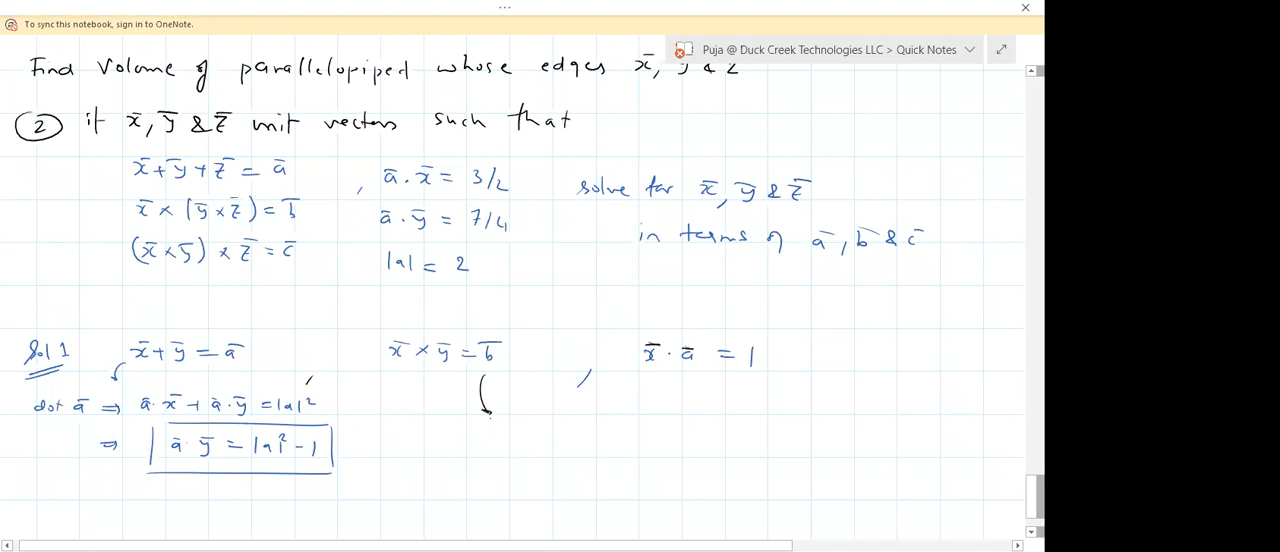 To sync this notebook, sign in to OneNote.
Puja @ Duck Creek Technologies LLC > Quick Notes
Find Volume of parallelopiped whose edges x̄, ȳ & z̄
② if x̄, ȳ & z̄ unit vectors such that
x̄ + ȳ + z̄ = ā , ā . x̄ = 3/2 solve for x̄, ȳ & z̄
x̄ × (ȳ × z̄) = b̄ ā . ȳ = 7/4 in terms of ā, b̄ & c̄
(x̄ × ȳ) × z̄ = c̄ |a| = 2
Sol 1 x̄ + ȳ = ā x̄ × ȳ = b̄ , x̄ . ā = 1
dot ā ⇒ ā . x̄ + ā . ȳ = |a|²
⇒ ā . ȳ = |a|² - 1